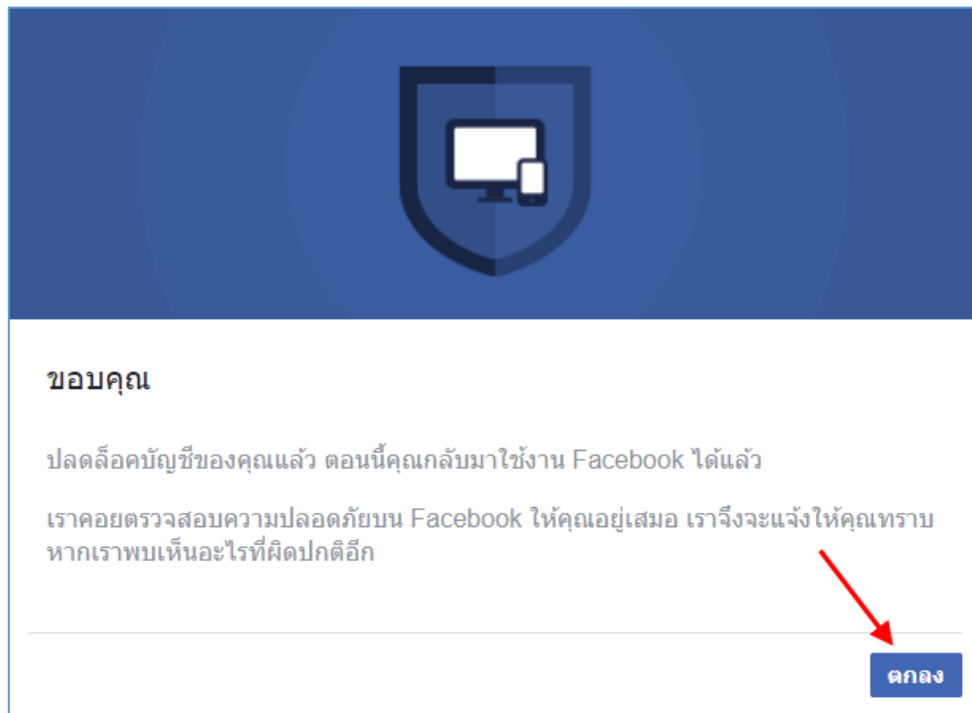 ขอบคุณ
ปลดล็อคบัญชีของคุณแล้ว ตอนนี้คุณกลับมาใช้งาน Facebook ได้แล้ว
เราคอยตรวจสอบความปลอดภัยบน Facebook ให้คุณอยู่เสมอ เราจึงจะแจ้งให้คุณทราบ
หากเราพบเห็นอะไรที่ผิดปกติอีก
ตกลง